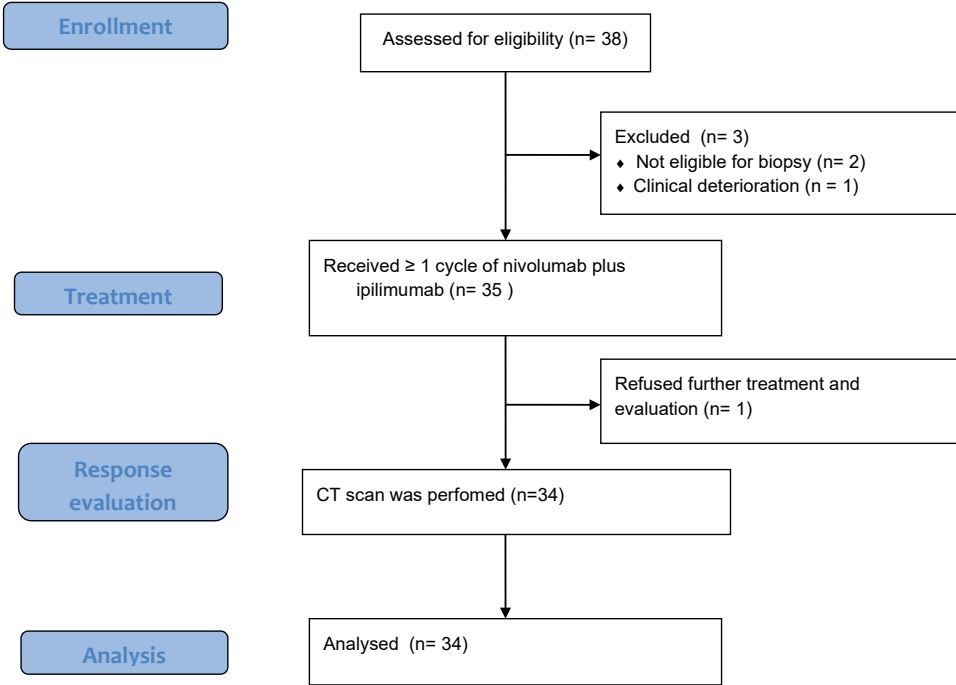 Enrollment
Assessed for eligibility (n= 38)
Excluded (n= 3)
♦ Not eligible for biopsy (n= 2)
♦ Clinical deterioration (n = 1)
Treatment
Received ≥ 1 cycle of nivolumab plus
ipilimumab (n= 35 )
Refused further treatment and
evaluation (n= 1)
Response
evaluation
CT scan was perfomed (n=34)
Analysis
Analysed (n= 34)